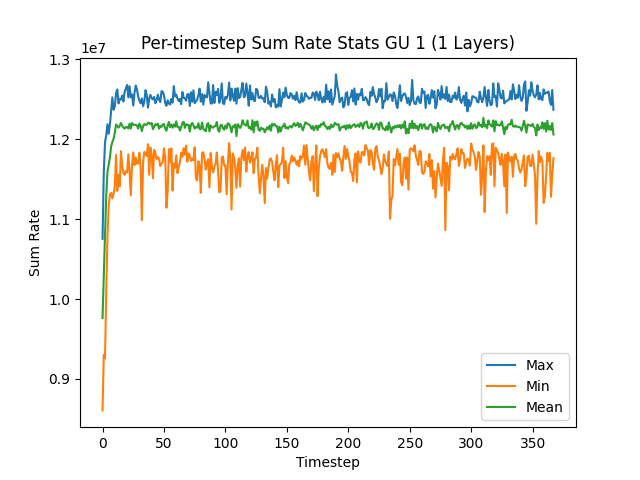 Per-timestep Sum Rate Stats GU 1 (1 Layers)
1e7
1.3
1.2
1.1
1.0
0.9
Sum Rate
0 50 100 150 200 250 300 350
Timestep
Max
Min
Mean